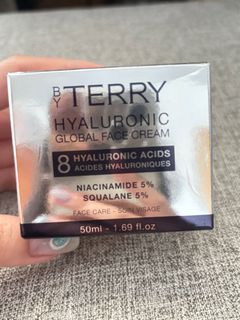 BY TERRY
HYALURONIC
GLOBAL FACE CREAM
8 HYALURONIC ACIDS
ACIDES HYALURONIQUES
NIACINAMIDE 5%
SQUALANE 5%
FACE CARE - SOIN VISAGE
50ml - 1.69 fl.oz